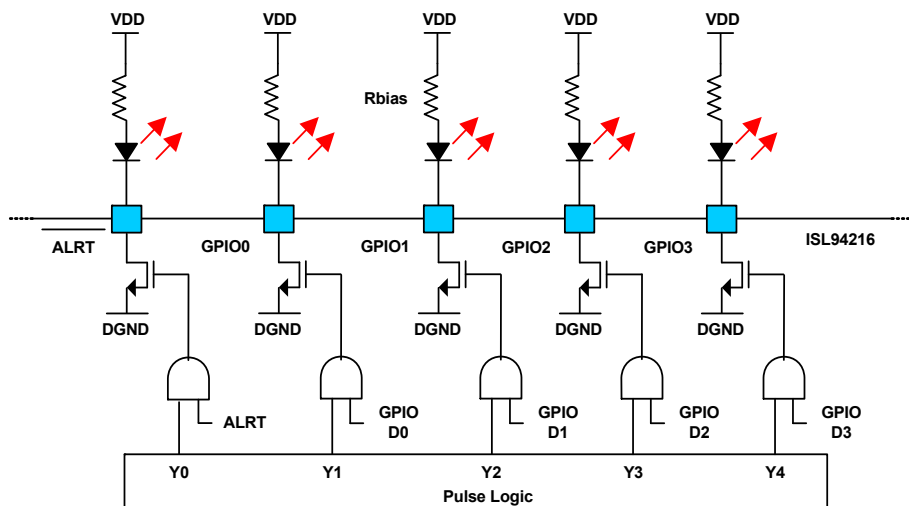 VDD VDD VDD VDD VDD
Rbias
ALRT GPIO0 GPIO1 GPIO2 GPIO3 ISL94216
DGND DGND DGND DGND DGND
ALRT GPIO D0 GPIO D1 GPIO D2 GPIO D3
Y0 Y1 Y2 Y3 Y4
Pulse Logic